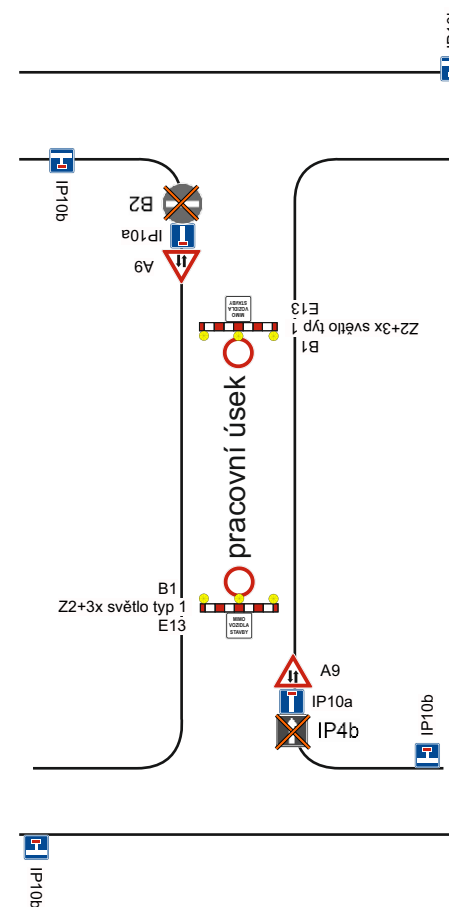 IP10b
IP10b
B2
IP10a
A9
MIMO
VOZIDLA
STAVBY
E13
Z2+3x světlo typ 1
B1
pracovní úsek
B1
Z2+3x světlo typ 1
E13
MIMO
VOZIDLA
STAVBY
A9
IP10a
IP4b
IP10b
IP10b